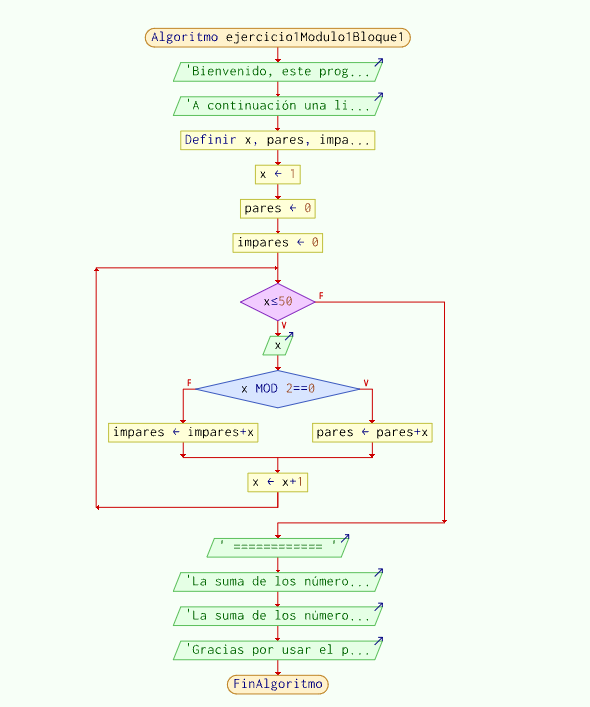 Algoritmo ejercicio1Modulo1Bloque1
'Bienvenido, este prog...
'A continuación una li...
Definir x, pares, impa...
x ← 1
pares ← 0
impares ← 0
x≤50
F
V
x
F
x MOD 2==0
V
impares ← impares+x
pares ← pares+x
x ← x+1
' ============ '
'La suma de los número...
'La suma de los número...
'Gracias por usar el p...
FinAlgoritmo